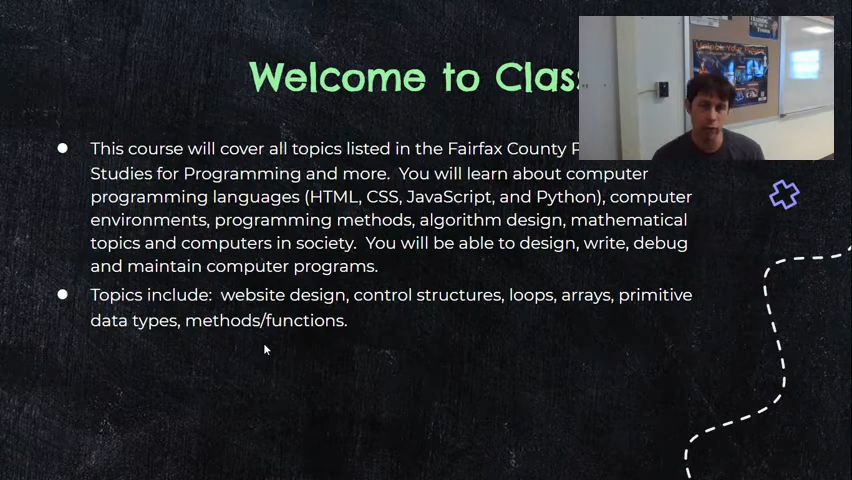 Welcome to Clas
This course will cover all topics listed in the Fairfax County
Studies for Programming and more.  You will learn about computer
programming languages (HTML, CSS, JavaScript, and Python), computer
environments, programming methods, algorithm design, mathematical
topics and computers in society.  You will be able to design, write, debug
and maintain computer programs.
Topics include:  website design, control structures, loops, arrays, primitive
data types, methods/functions.